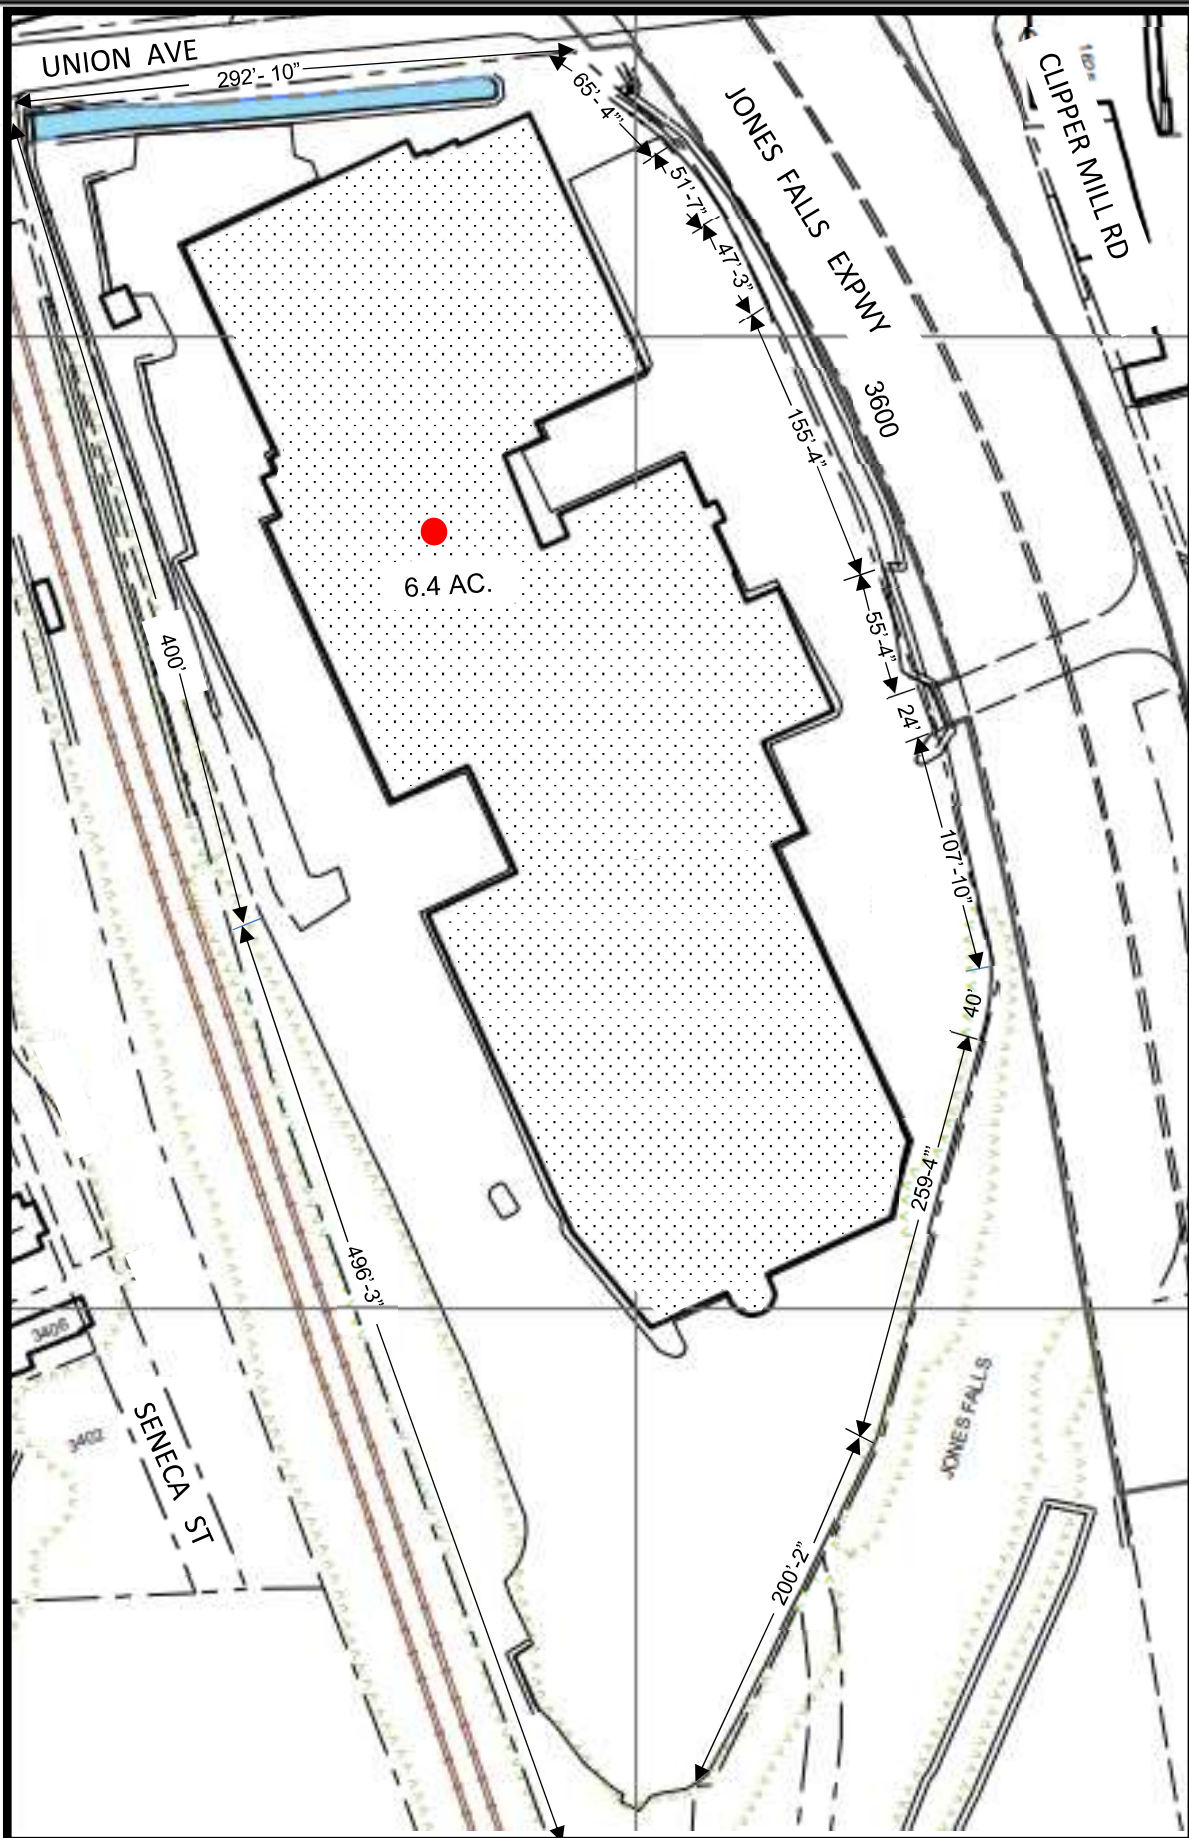 UNION AVE
292'- 10"
65'- 4"'
51'-7"
47'-3"
155'-4"
55'-4"
24'
107'-10"
40'
259-4"'
200'-2"
400'
496'-3"
JONES FALLS EXPWY
3600
CLIPPER MILL RD
6.4 AC.
3406
3402
SENECA ST
JONES FALLS